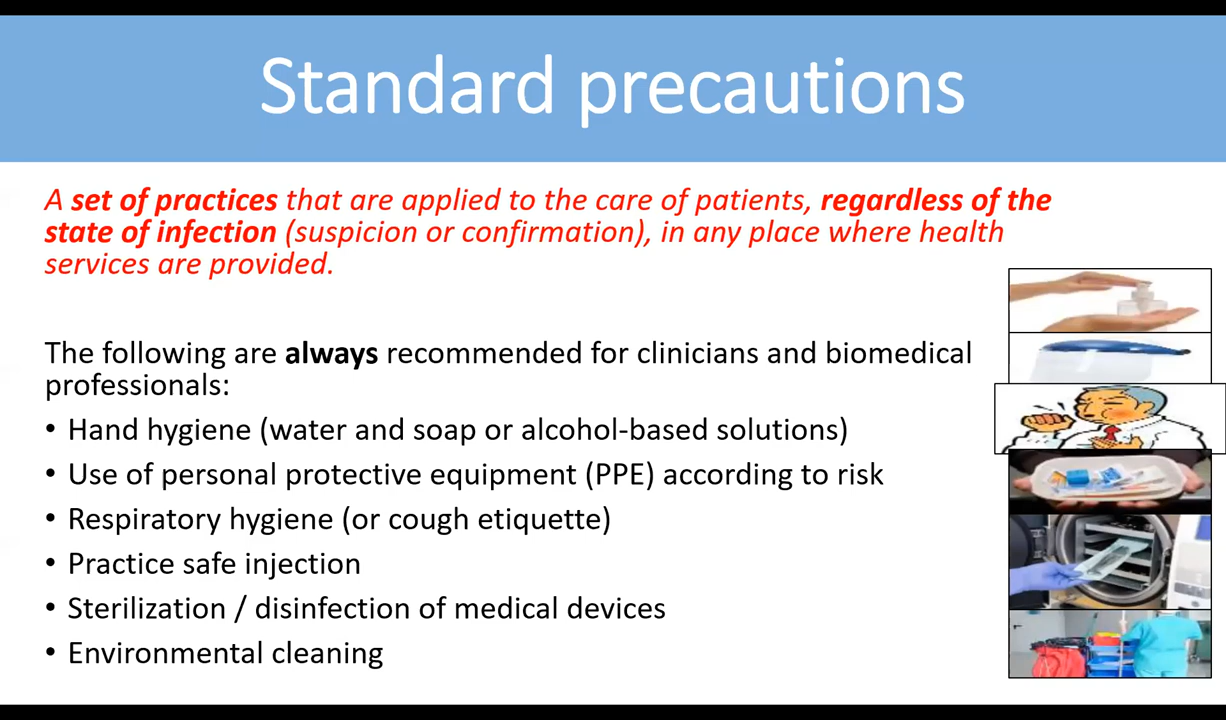 Standard precautions
A set of practices that are applied to the care of patients, regardless of the
state of infection (suspicion or confirmation), in any place where health
services are provided.
The following are always recommended for clinicians and biomedical
professionals:
• Hand hygiene (water and soap or alcohol-based solutions)
• Use of personal protective equipment (PPE) according to risk
• Respiratory hygiene (or cough etiquette)
• Practice safe injection
• Sterilization / disinfection of medical devices
• Environmental cleaning